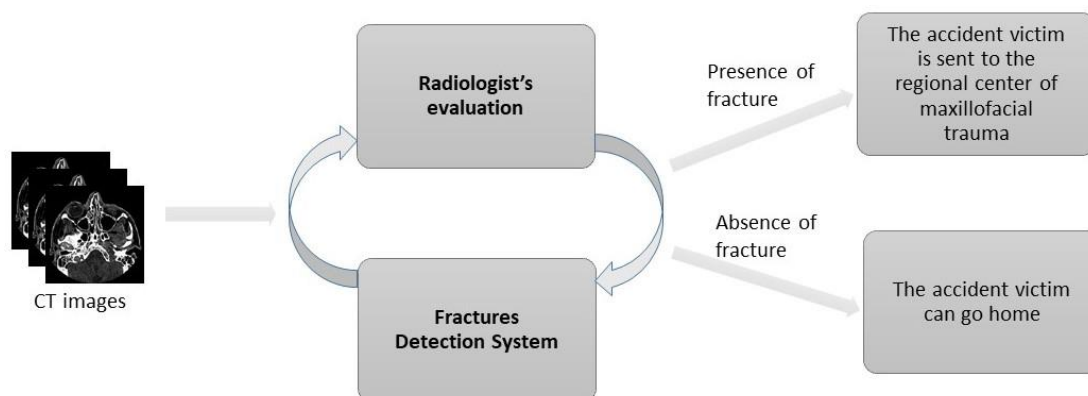 CT images
Radiologist's
evaluation
Fractures
Detection System
Presence of
fracture
Absence of
fracture
The accident victim
is sent to the
regional center of
maxillofacial
trauma
The accident victim
can go home